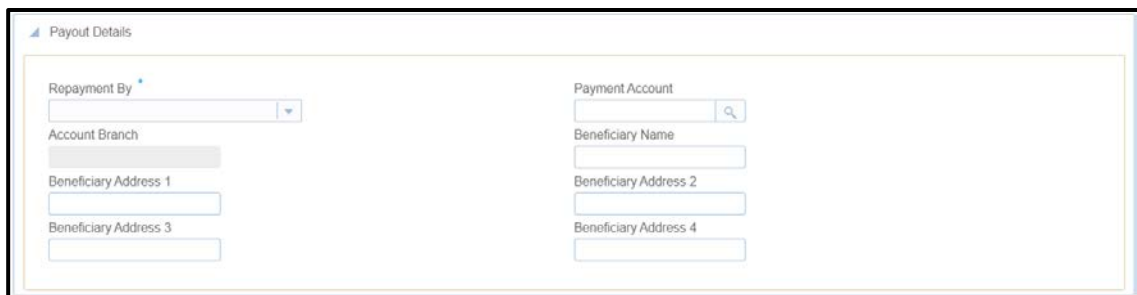 Payout Details
Repayment By *
Payment Account
Account Branch
Beneficiary Name
Beneficiary Address 1
Beneficiary Address 2
Beneficiary Address 3
Beneficiary Address 4